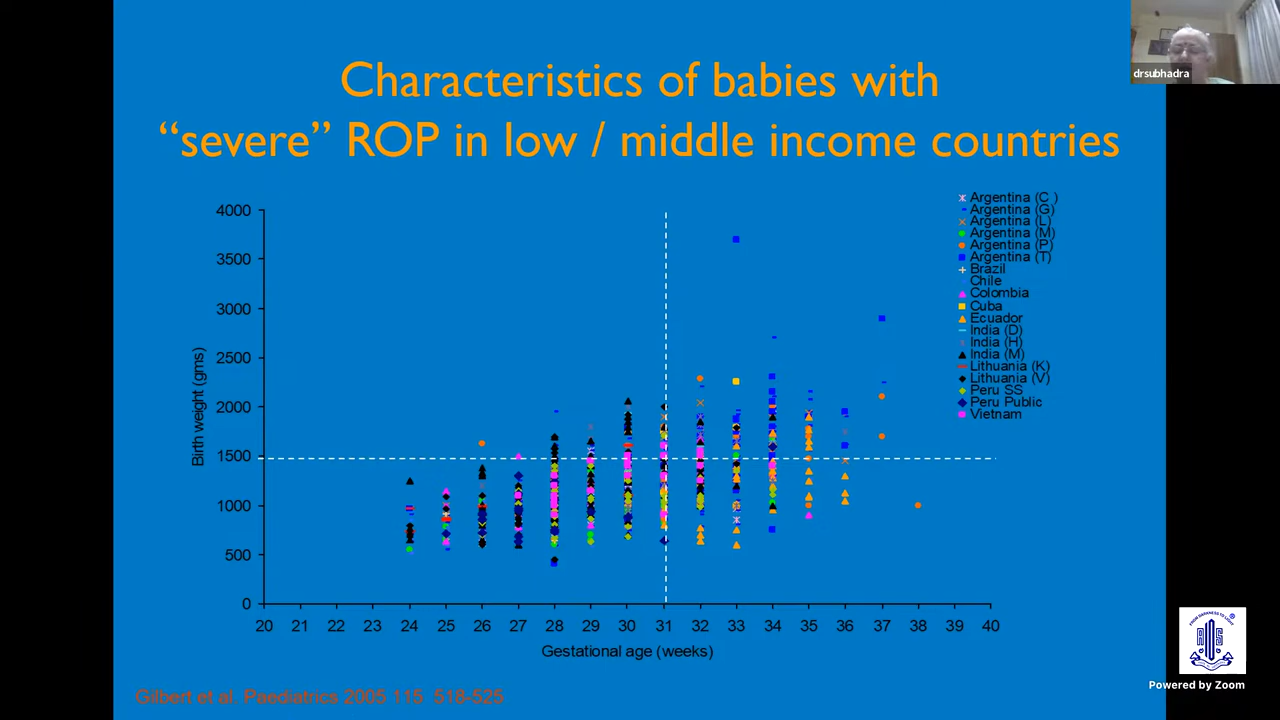 Characteristics of babies with
“severe” ROP in low / middle income countries
drsubhadra
Argentina (C )
Argentina (G)
Argentina (L)
Argentina (M)
Argentina (P)
Argentina (T)
Brazil
Chile
Colombia
Cuba
Ecuador
India (D)
India (H)
India (M)
Lithuania (K)
Lithuania (V)
Peru SS
Peru Public
Vietnam
4000
3500
3000
2500
2000
1500
1000
500
0
Birth weight (gms)
20 21 22 23 24 25 26 27 28 29 30 31 32 33 34 35 36 37 38 39 40
Gestational age (weeks)
Gilbert et al. Paediatrics 2005 115 518-525
Powered by Zoom